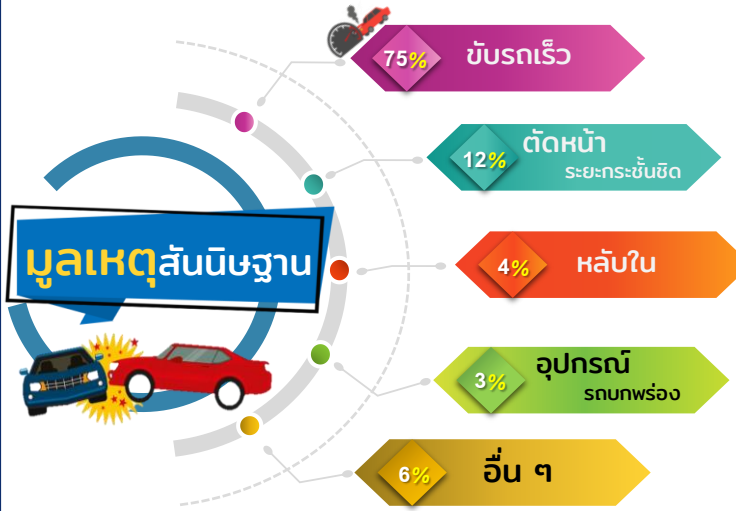 75% ขับรถเร็ว
12% ตัดหน้า
ระยะกระชั้นชิด
มูลเหตุสันนิษฐาน
4% หลับใน
3% อุปกรณ์
รถบกพร่อง
6% อื่น ๆ